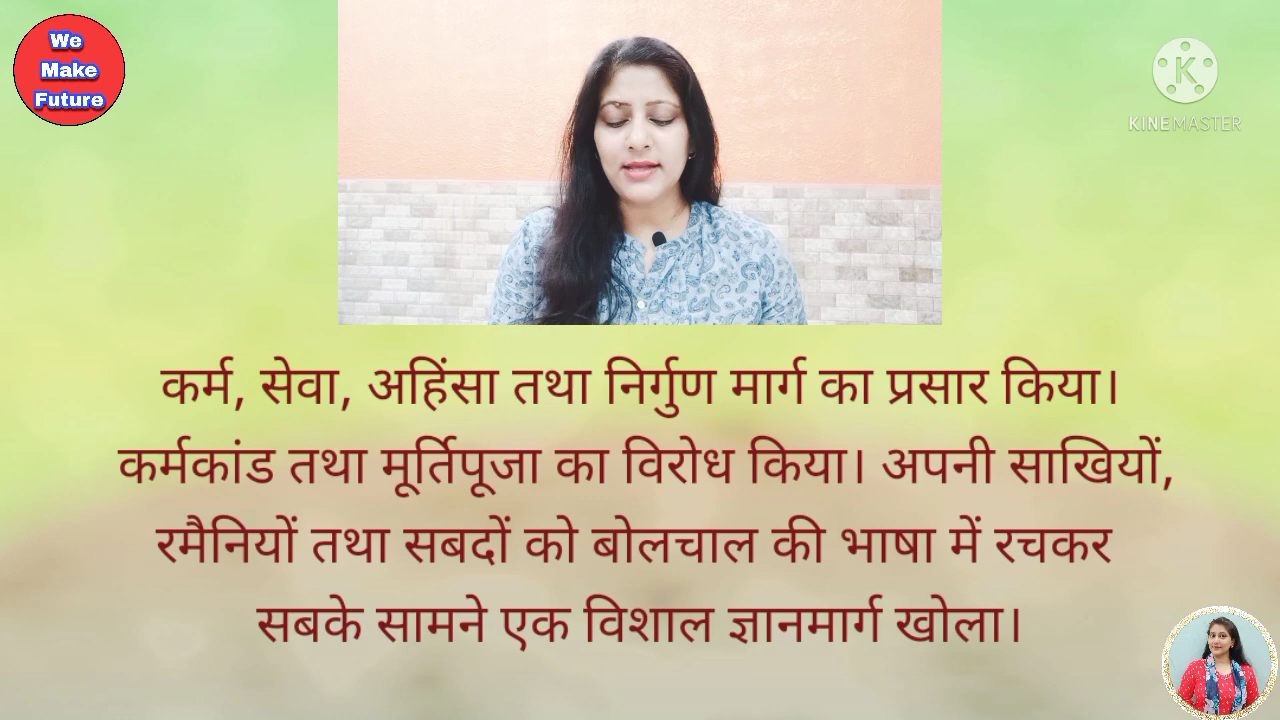 We
Make
Future
KINEMASTER
कर्म, सेवा, अहिंसा तथा निर्गुण मार्ग का प्रसार किया।
कर्मकांड तथा मूर्तिपूजा का विरोध किया। अपनी साखियों,
रमैनियों तथा सबदों को बोलचाल की भाषा में रचकर
सबके सामने एक विशाल ज्ञानमार्ग खोला।